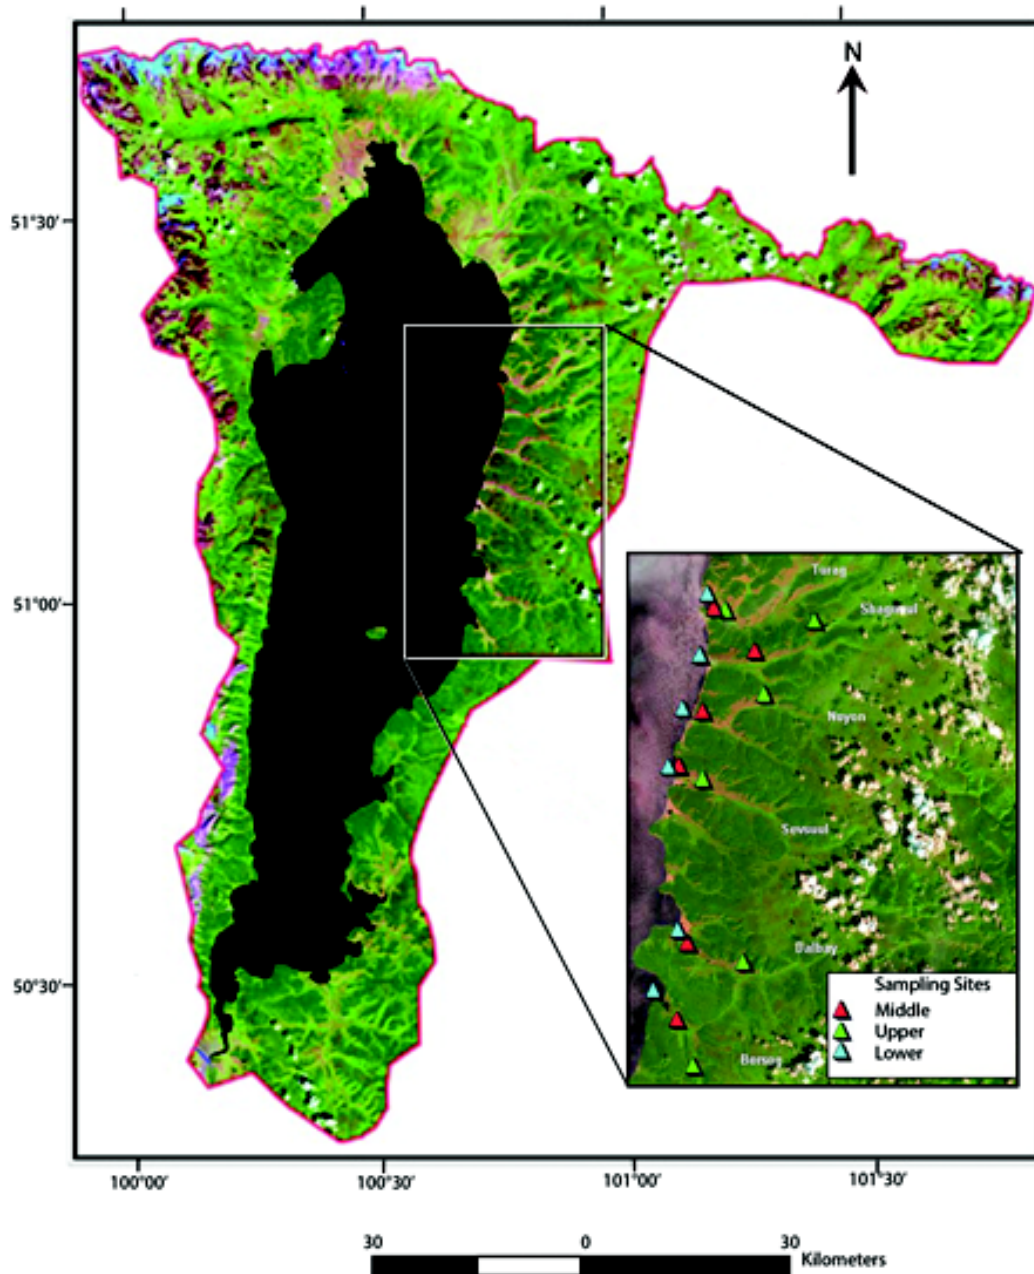 N
51°30'
51°00'
50°30'
Turag
Shagnuul
Noyon
Sevsuul
Dalbay
Borsog
Sampling Sites
Middle
Upper
Lower
100°00'
100°30'
101°00'
101°30'
30
0
30
Kilometers